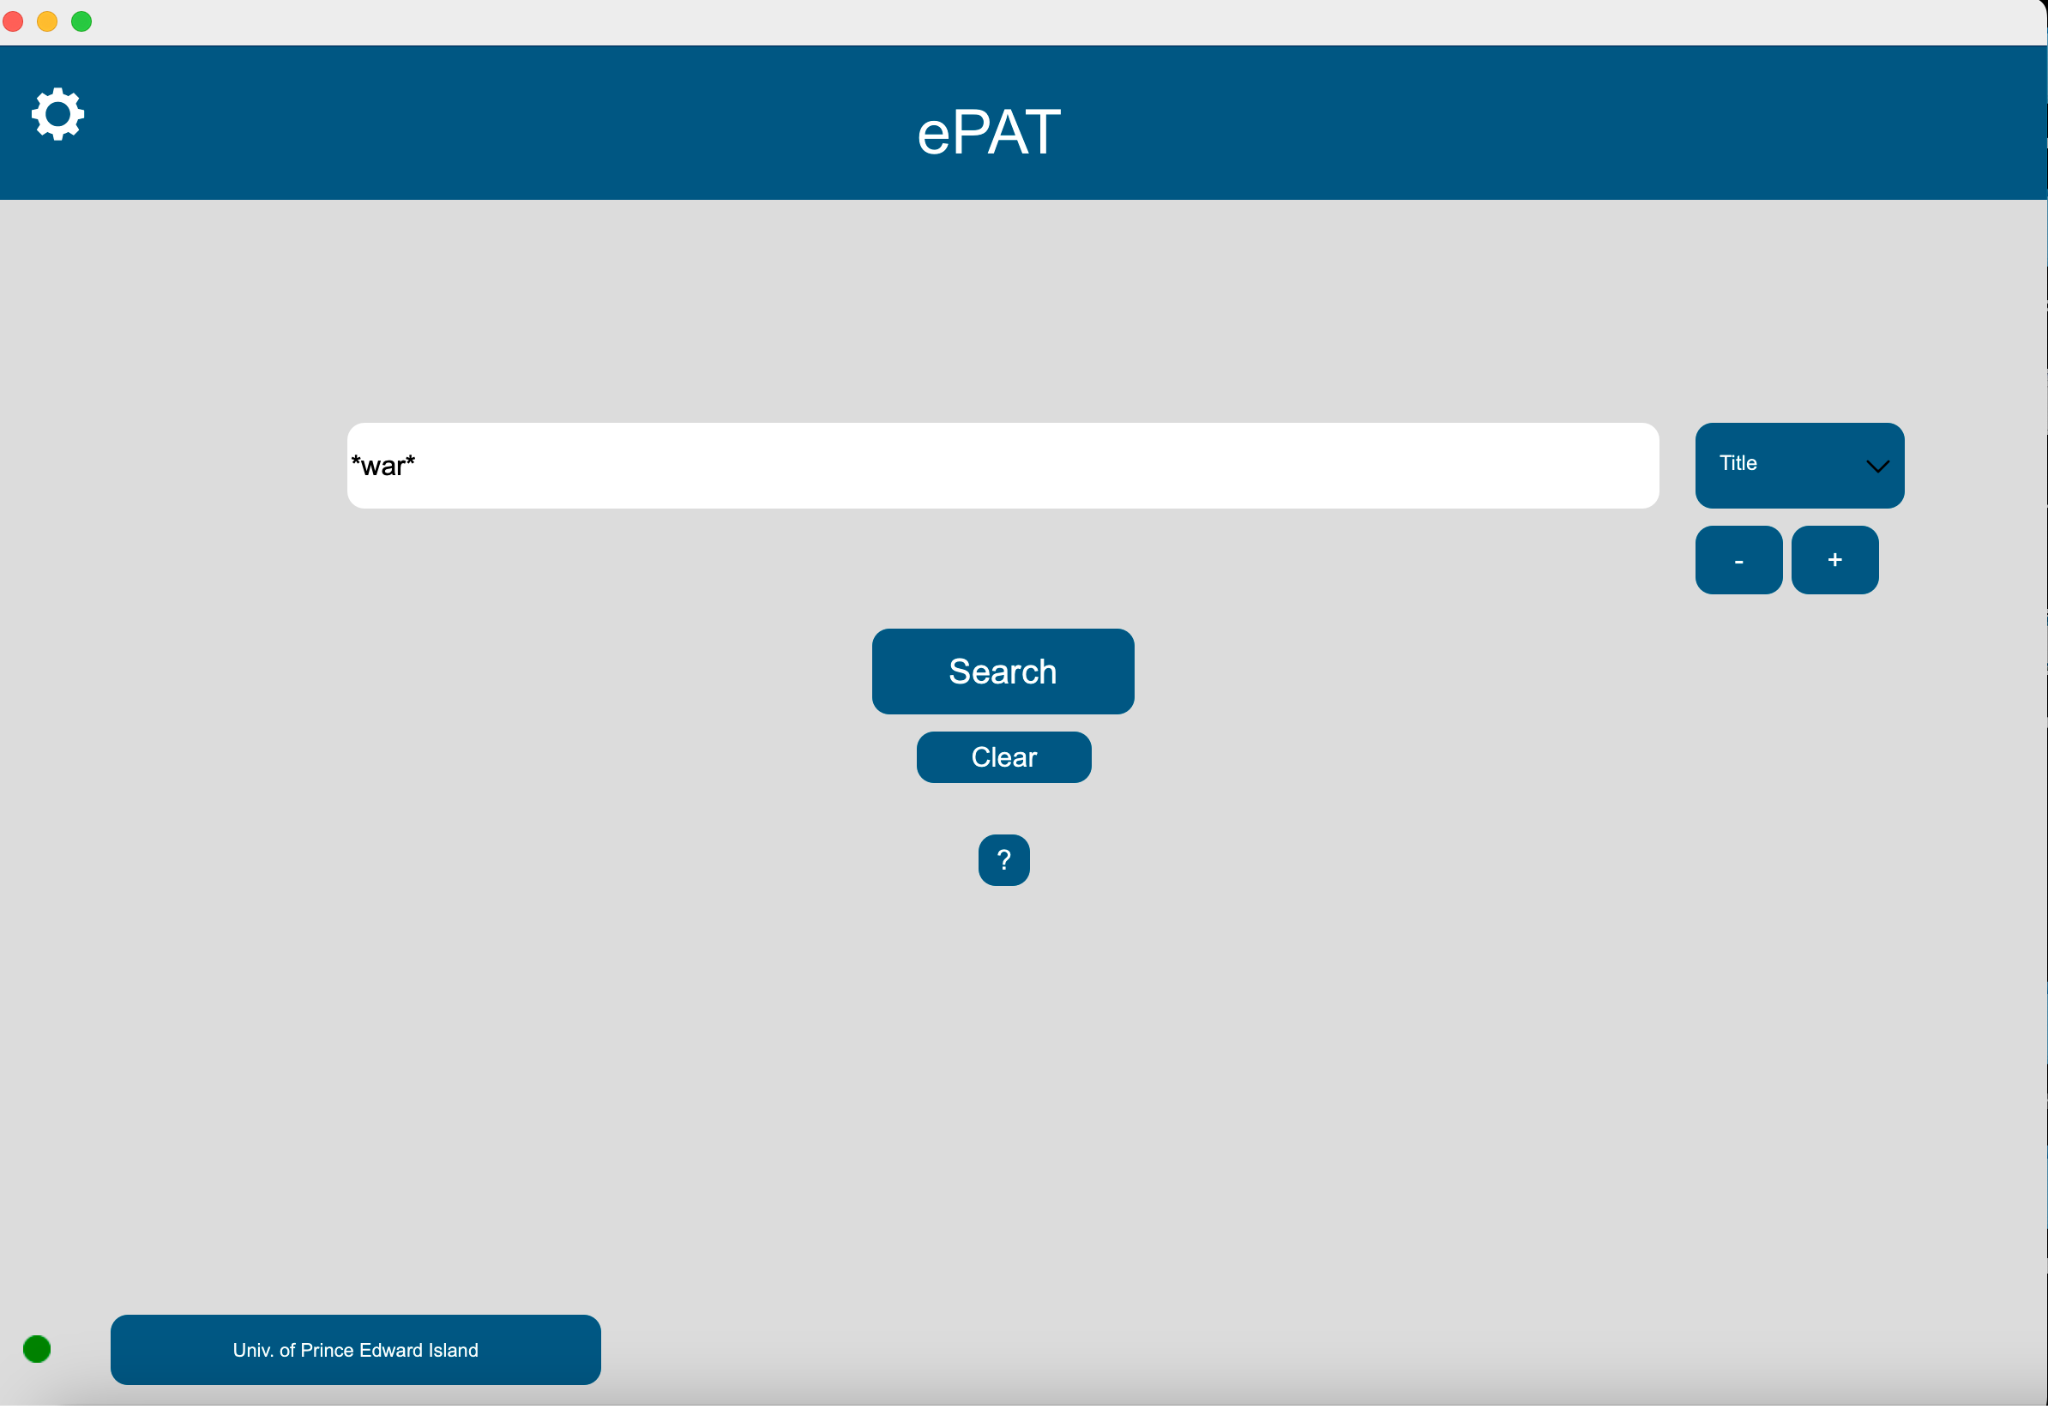 ePAT
*war*
Title
- +
Search
Clear
?
Univ. of Prince Edward Island